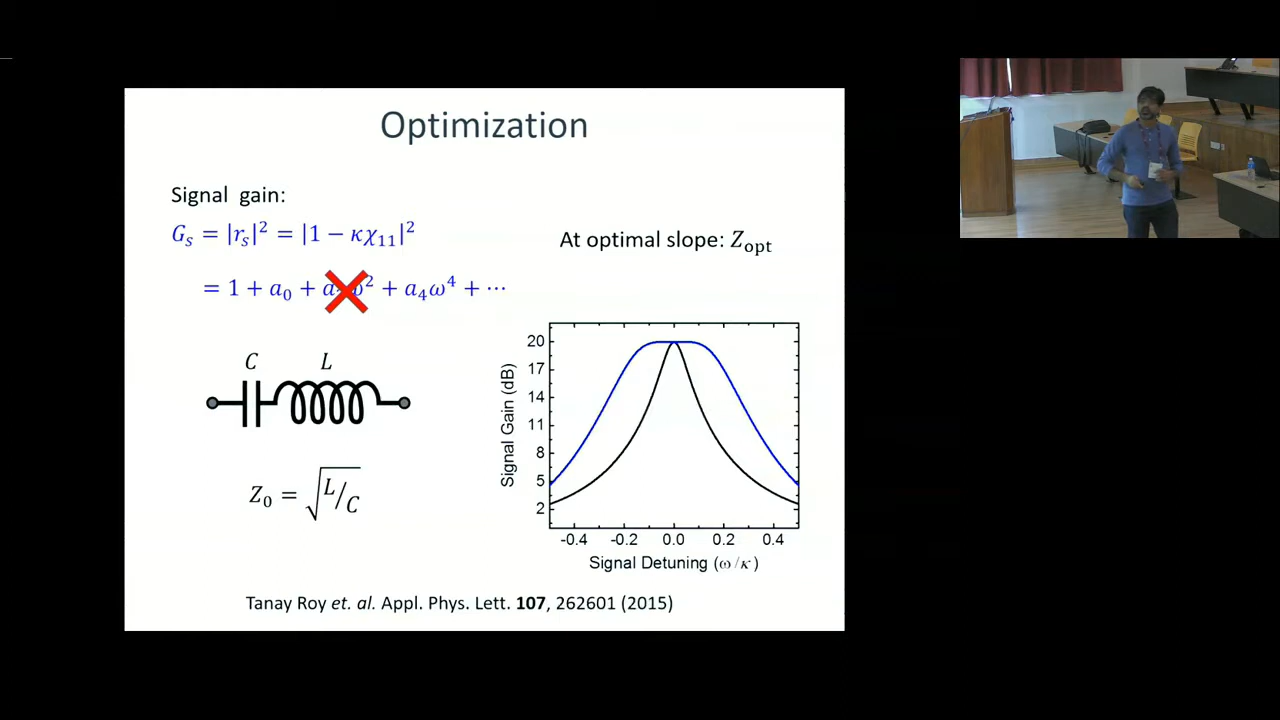 Optimization
Signal gain:
G_s = |r_s|² = |1 − κχ₁₁|²
= 1 + a₀ + a₂ω² + a₄ω⁴ + ⋯
At optimal slope: Z_opt
C L
Z₀ = √L/C
20
17
14
11
8
5
2
Signal Gain (dB)
-0.4 -0.2 0.0 0.2 0.4
Signal Detuning (ω/κ)
Tanay Roy et. al. Appl. Phys. Lett. 107, 262601 (2015)